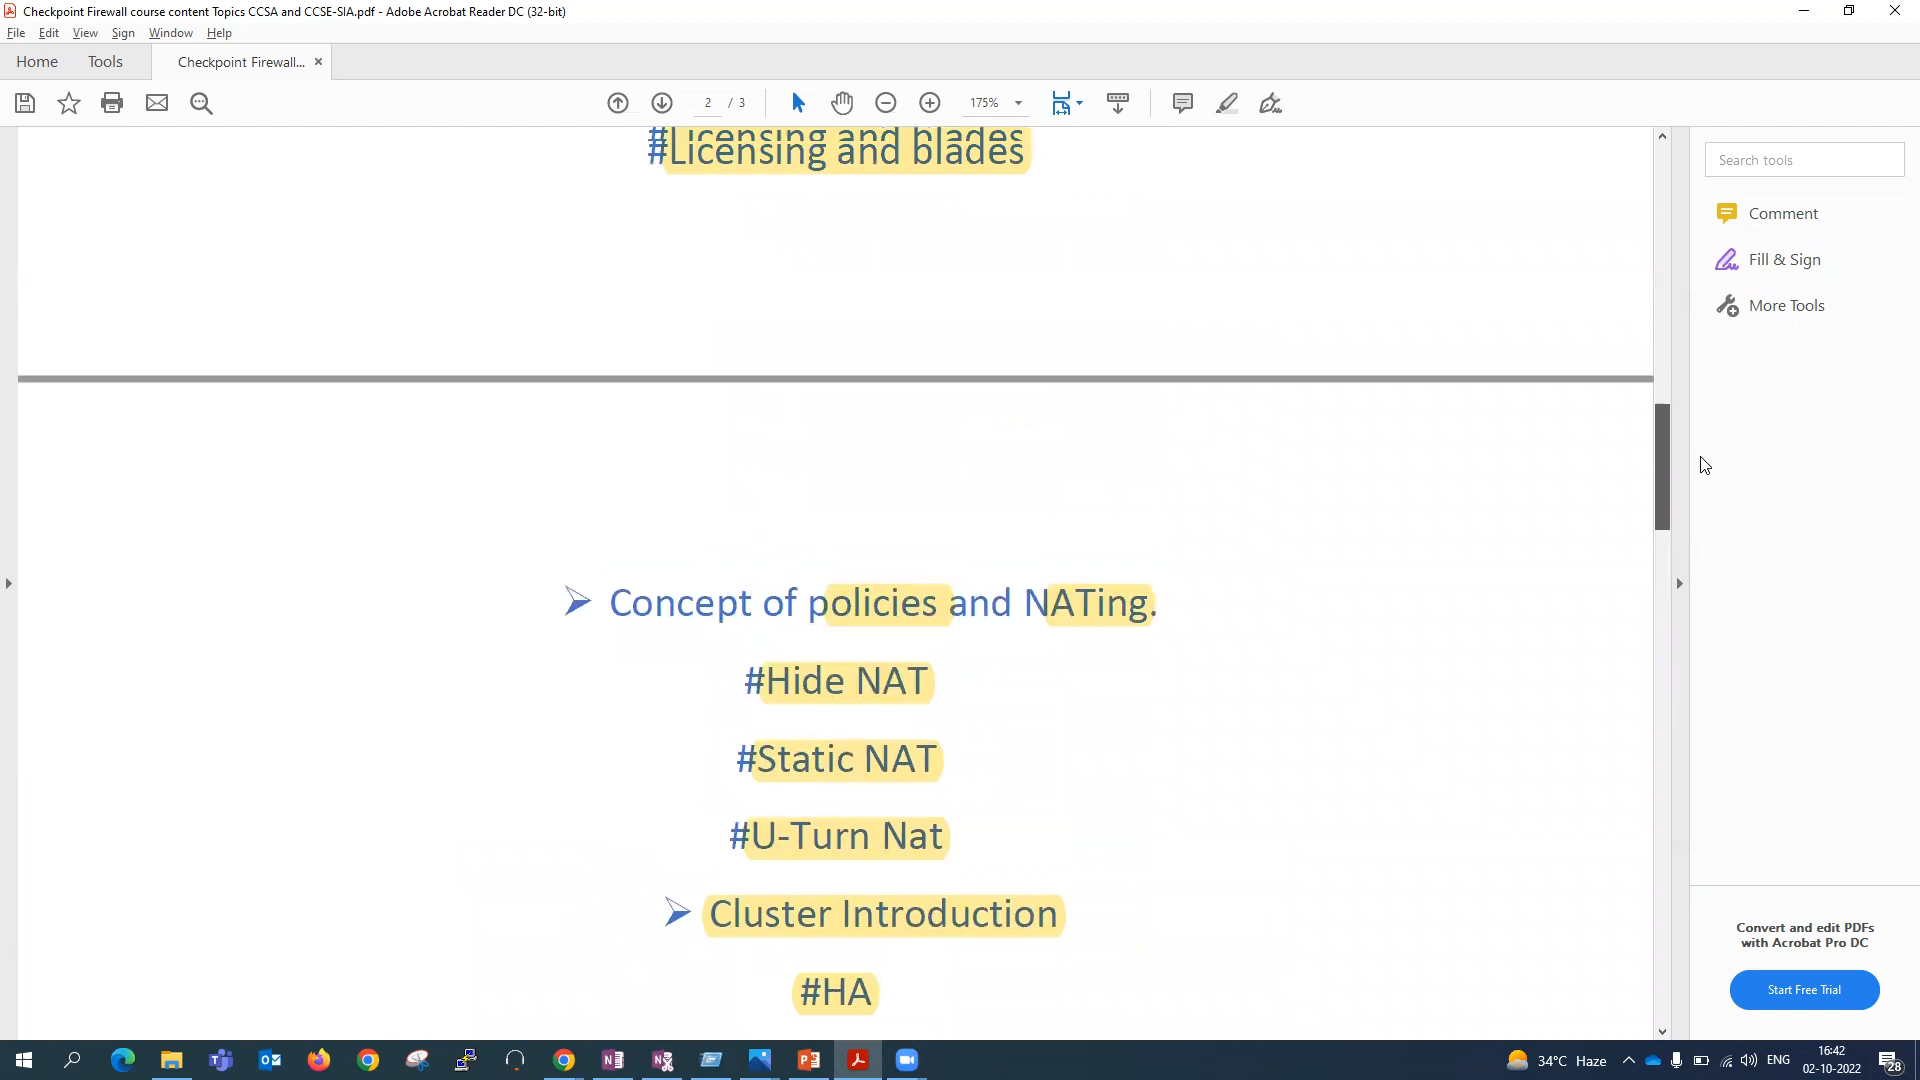 Checkpoint Firewall course content Topics CCSA and CCSE-SIA.pdf - Adobe Acrobat Reader DC (32-bit)
File Edit View Sign Window Help
Home Tools Checkpoint Firewall... ×
2 / 3 175%
#Licensing and blades
#Licensing and blades
Search tools
Comment
Fill & Sign
More Tools
➢ Concept of policies and NATing.
#Hide NAT
#Static NAT
#U-Turn Nat
➢ Cluster Introduction
#HA
Convert and edit PDFs
with Acrobat Pro DC
Start Free Trial
34°C Haze ENG 16:42
02-10-2022 28